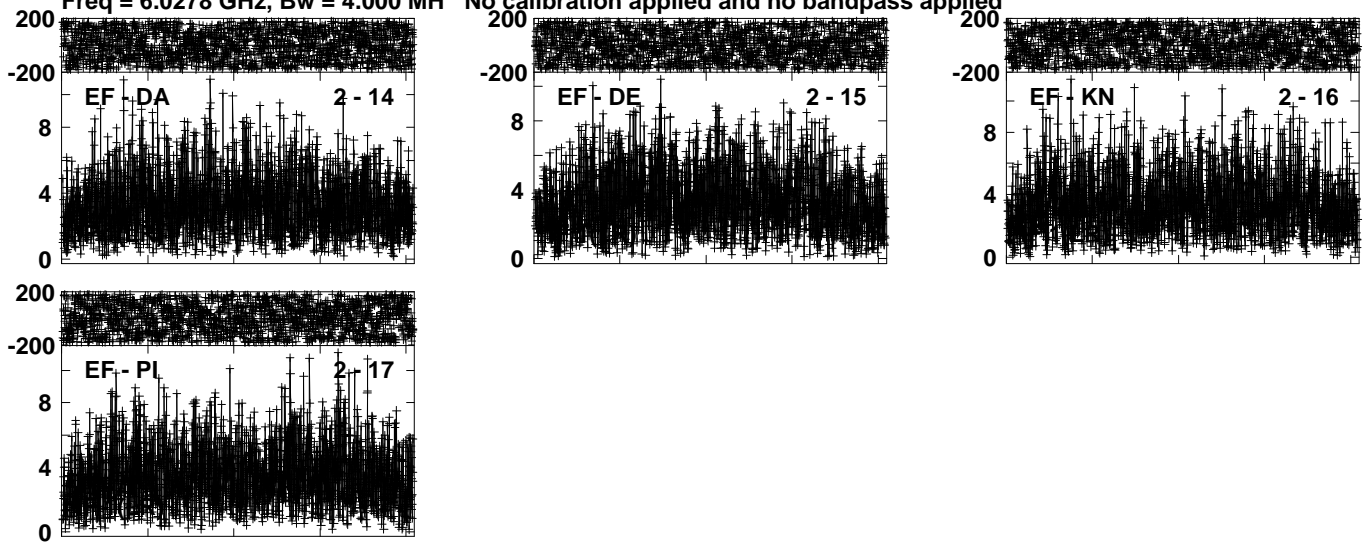 Freq = 6.0278 GHz, Bw = 4.000 MH No calibration applied and no bandpass applied
200 200 200
-200 -200 -200
EF - DA 2 - 14 EF - DE 2 - 15 EF - KN 2 - 16
8 8 8
4 4 4
0 0 0
200
-200
EF - PI 2 - 17
8
4
0